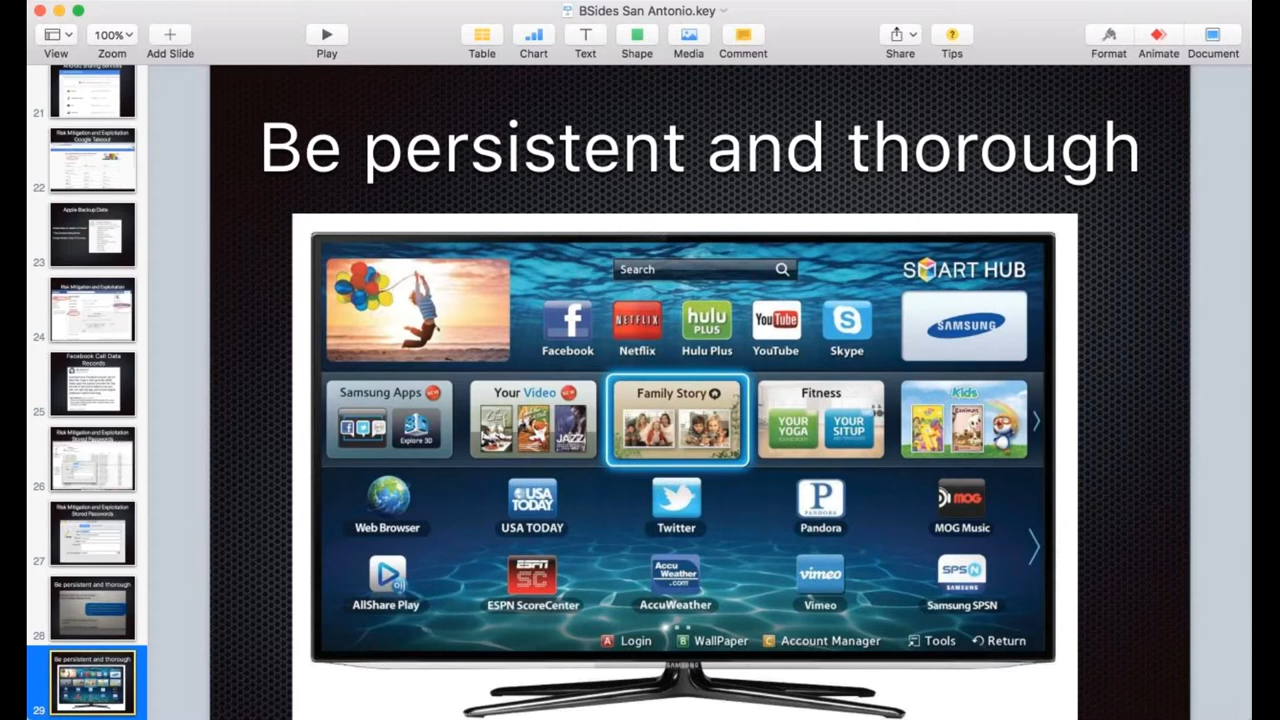 BSides San Antonio.key
100%
View
Zoom
Add Slide
Play
Table
Chart
Text
Shape
Media
Comment
Share
Tips
Format
Animate
Document
21
Risk Mitigation and Exploitation
Google Takeout
22
Apple Backup Data
23
Risk Mitigation and Exploitation
24
Facebook Call Data
Records
25
Risk Mitigation and Exploitation
Stored Passwords
26
Risk Mitigation and Exploitation
Stored Passwords
27
Be persistent and thorough
28
Be persistent and thorough
29
Be persistent and thorough
Search
SMART HUB
f
NETFLIX
hulu PLUS
YouTube
S
SAMSUNG
Facebook
Netflix
Hulu Plus
YouTube
Skype
Samsung Apps NEW
Your Video NEW
Family Story
Fitness
Kids
Explore 3D
JAZZ
YOUR YOGA
YOUR SITUP
USA TODAY
P
PANDORA
MOG
Web Browser
USA TODAY
Twitter
Pandora
MOG Music
ESPN SC
Accu Weather .com
vimeo
SPSN SAMSUNG
AllShare Play
ESPN ScoreCenter
AccuWeather
Vimeo
Samsung SPSN
A Login
B WallPaper
C Account Manager
Tools
Return
SAMSUNG